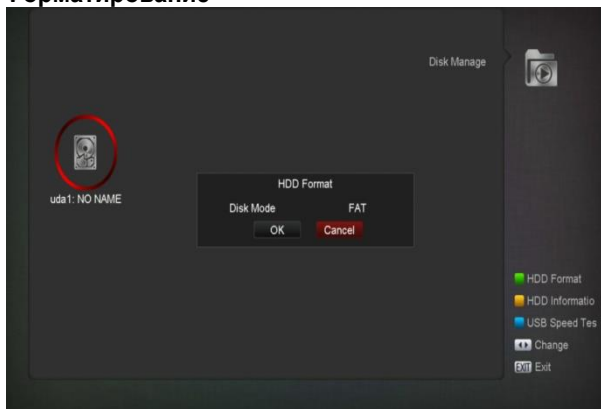 Форматирование
Disk Manage
uda1: NO NAME
HDD Format
Disk Mode FAT
OK Cancel
HDD Format
HDD Informatio
USB Speed Tes
Change
EXIT Exit